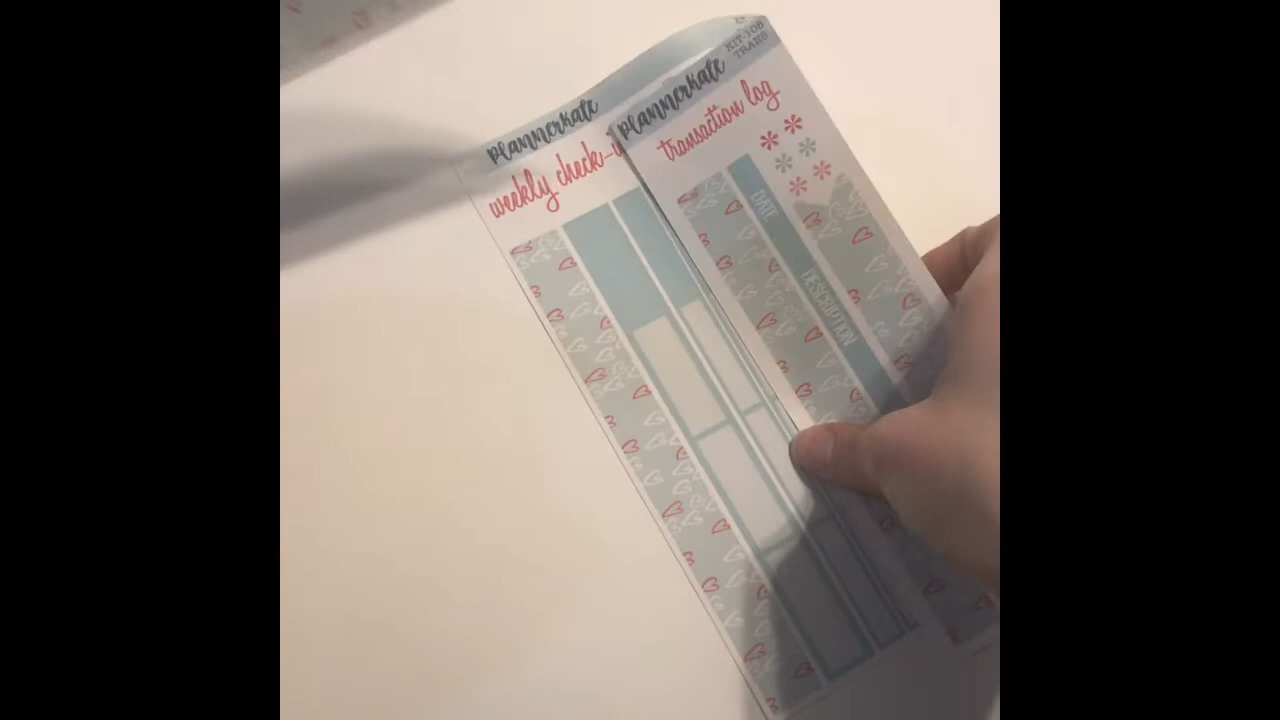 plannerkate
weekly check-u
plannerkate
KIT-108
TRANS
transaction log
DATE
DESCRIPTION